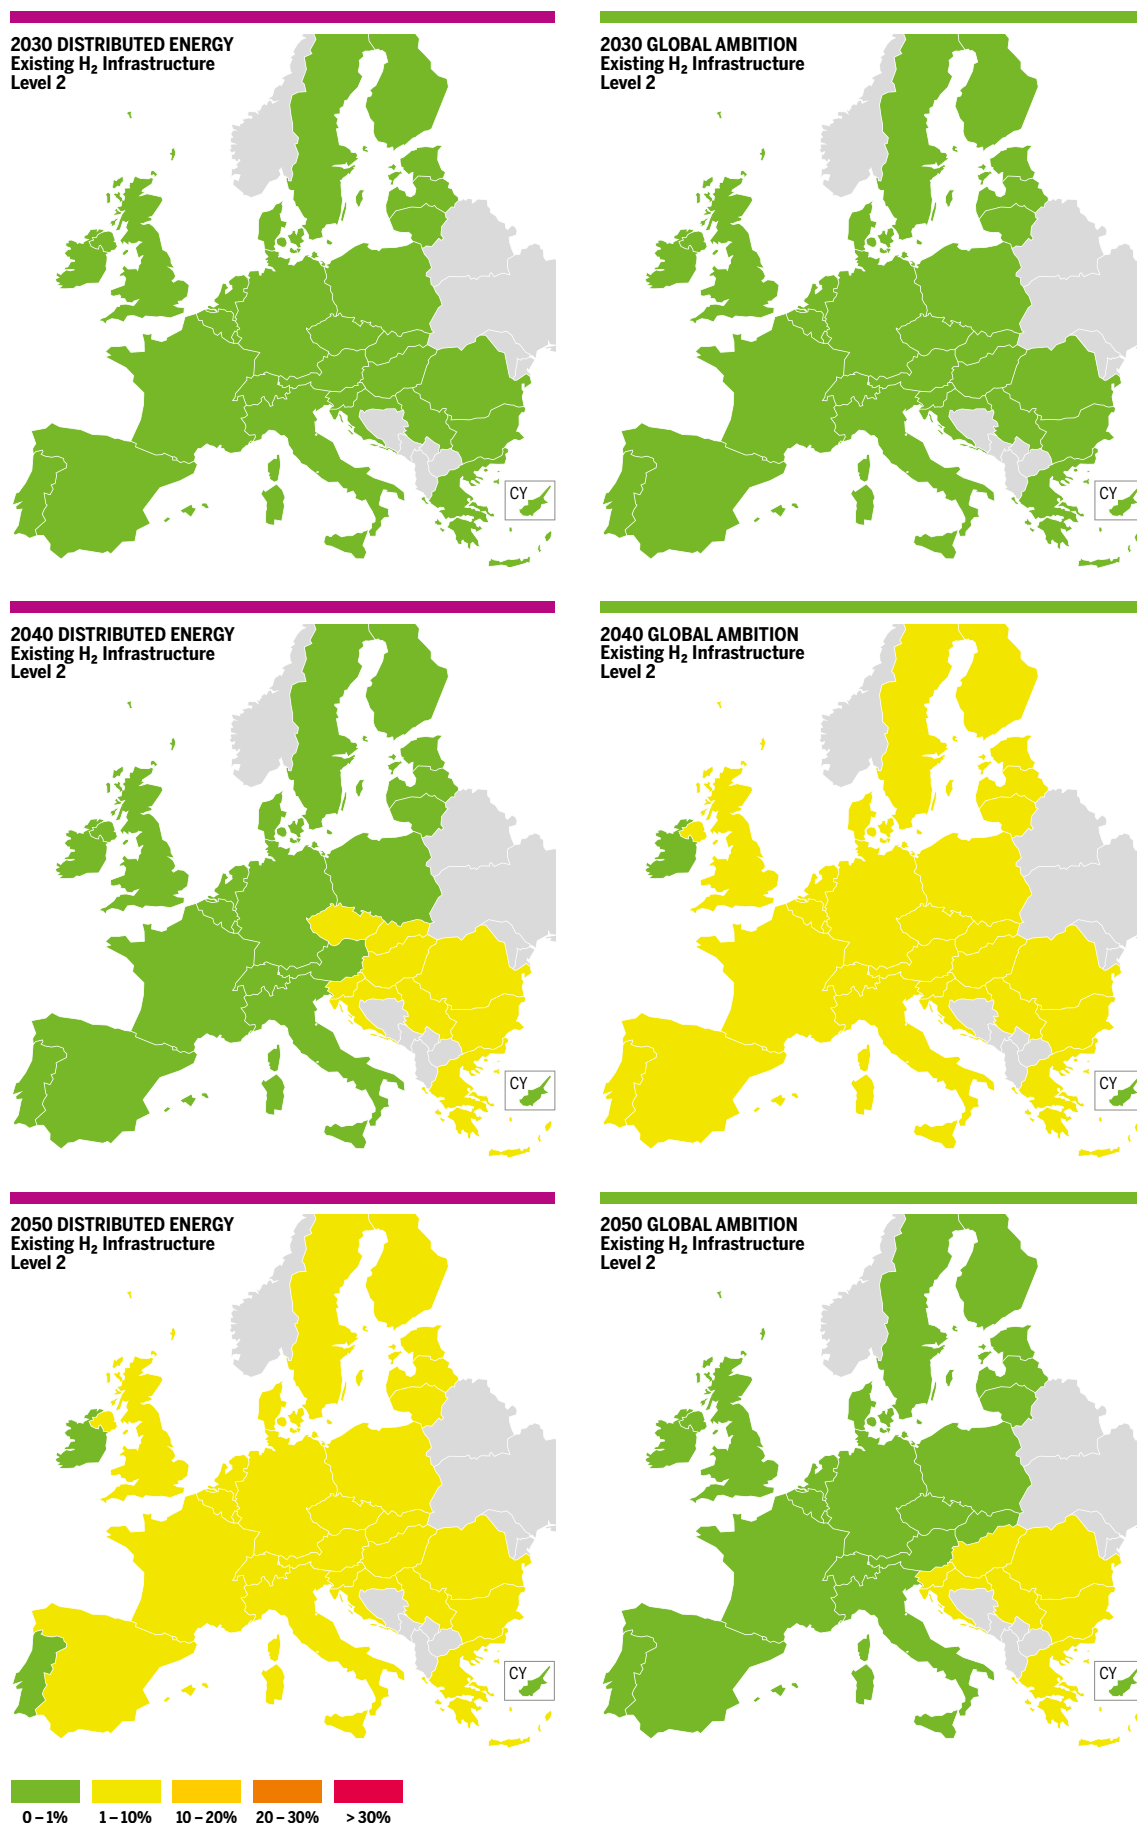 2030 DISTRIBUTED ENERGY
Existing H₂ Infrastructure
Level 2
CY
2030 GLOBAL AMBITION
Existing H₂ Infrastructure
Level 2
CY
2040 DISTRIBUTED ENERGY
Existing H₂ Infrastructure
Level 2
CY
2040 GLOBAL AMBITION
Existing H₂ Infrastructure
Level 2
CY
2050 DISTRIBUTED ENERGY
Existing H₂ Infrastructure
Level 2
CY
2050 GLOBAL AMBITION
Existing H₂ Infrastructure
Level 2
CY
0 – 1% 1 – 10% 10 – 20% 20 – 30% > 30%